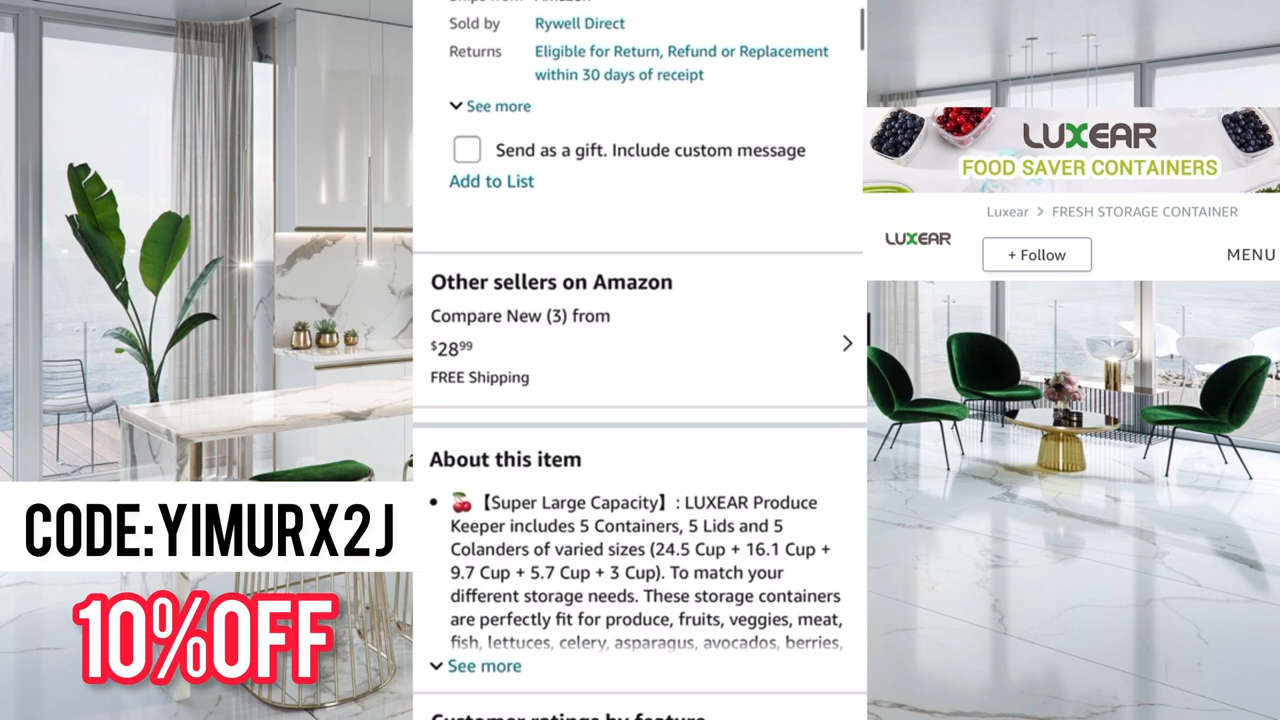 CODE:YIMURX2J
10%OFF
Sold by Rywell Direct
Returns Eligible for Return, Refund or Replacement
within 30 days of receipt
See more
Send as a gift. Include custom message
Add to List
Other sellers on Amazon
Compare New (3) from
$28⁹⁹
FREE Shipping
About this item
• 🍒【Super Large Capacity】: LUXEAR Produce
Keeper includes 5 Containers, 5 Lids and 5
Colanders of varied sizes (24.5 Cup + 16.1 Cup +
9.7 Cup + 5.7 Cup + 3 Cup). To match your
different storage needs. These storage containers
are perfectly fit for produce, fruits, veggies, meat,
fish, lettuces, celery, asparagus, avocados, berries,
See more
Customer ratings by feature
LUXEAR
FOOD SAVER CONTAINERS
Luxear > FRESH STORAGE CONTAINER
LUXEAR
+ Follow
MENU